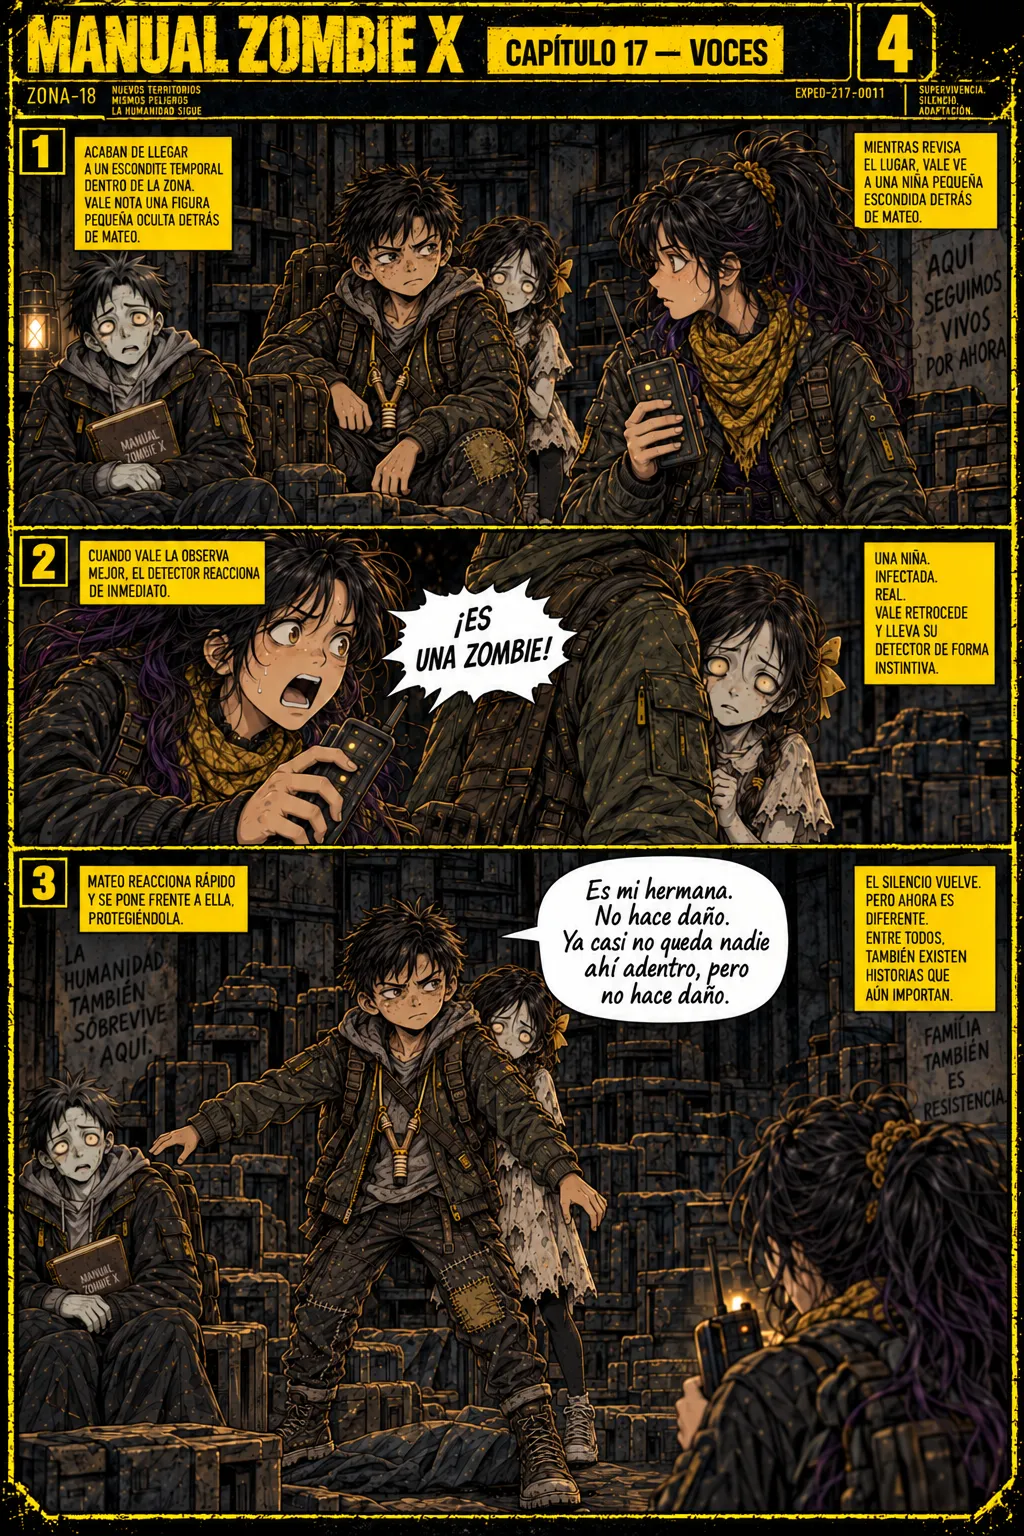 MANUAL ZOMBIE X
CAPÍTULO 17 — VOCES
4
ZONA-18
NUEVOS TERRITORIOS
MISMOS PELIGROS
LA HUMANIDAD SIGUE
EXPED-217-0011
SUPERVIVENCIA.
SILENCIO.
ADAPTACIÓN.
1
ACABAN DE LLEGAR
A UN ESCONDITE TEMPORAL
DENTRO DE LA ZONA.
VALE NOTA UNA FIGURA
PEQUEÑA OCULTA DETRÁS
DE MATEO.
MIENTRAS REVISA
EL LUGAR, VALE VE
A UNA NIÑA PEQUEÑA
ESCONDIDA DETRÁS
DE MATEO.
AQUÍ
SEGUIMOS
VIVOS
POR AHORA
MANUAL
ZOMBIE X
2
CUANDO VALE LA OBSERVA
MEJOR, EL DETECTOR REACCIONA
DE INMEDIATO.
¡ES
UNA ZOMBIE!
UNA NIÑA.
INFECTADA.
REAL.
VALE RETROCEDE
Y LLEVA SU
DETECTOR DE FORMA
INSTINTIVA.
3
MATEO REACCIONA RÁPIDO
Y SE PONE FRENTE A ELLA,
PROTEGIÉNDOLA.
Es mi hermana.
No hace daño.
Ya casi no queda nadie
ahí adentro, pero
no hace daño.
EL SILENCIO VUELVE.
PERO AHORA ES
DIFERENTE.
ENTRE TODOS,
TAMBIÉN EXISTEN
HISTORIAS QUE
AÚN IMPORTAN.
LA
HUMANIDAD
TAMBIÉN
SOBREVIVE
AQUÍ.
FAMILIA
TAMBIÉN
ES
RESISTENCIA.
MANUAL
ZOMBIE X